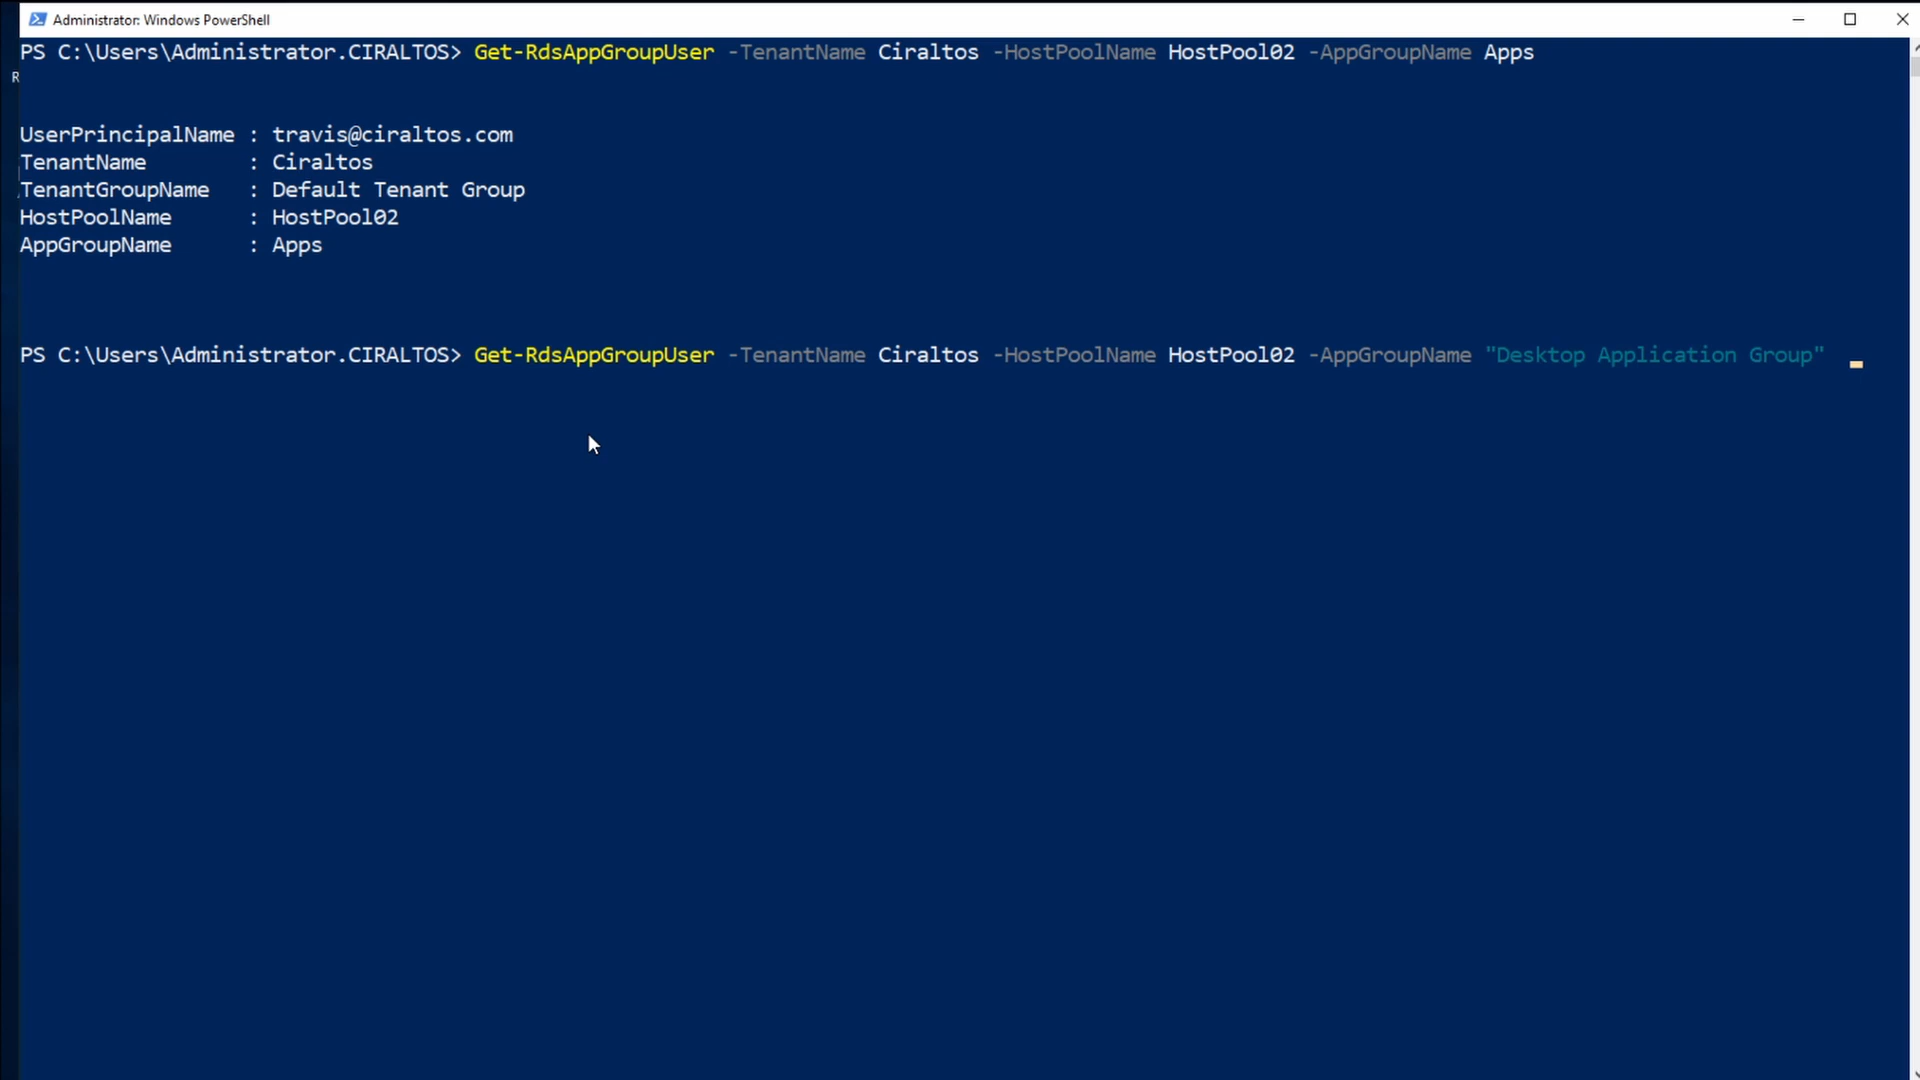 Administrator: Windows PowerShell
PS C:\Users\Administrator.CIRALTOS> Get-RdsAppGroupUser -TenantName Ciraltos -HostPoolName HostPool02 -AppGroupName Apps
R
UserPrincipalName : travis@ciraltos.com
TenantName : Ciraltos
TenantGroupName : Default Tenant Group
HostPoolName : HostPool02
AppGroupName : Apps
PS C:\Users\Administrator.CIRALTOS> Get-RdsAppGroupUser -TenantName Ciraltos -HostPoolName HostPool02 -AppGroupName "Desktop Application Group"